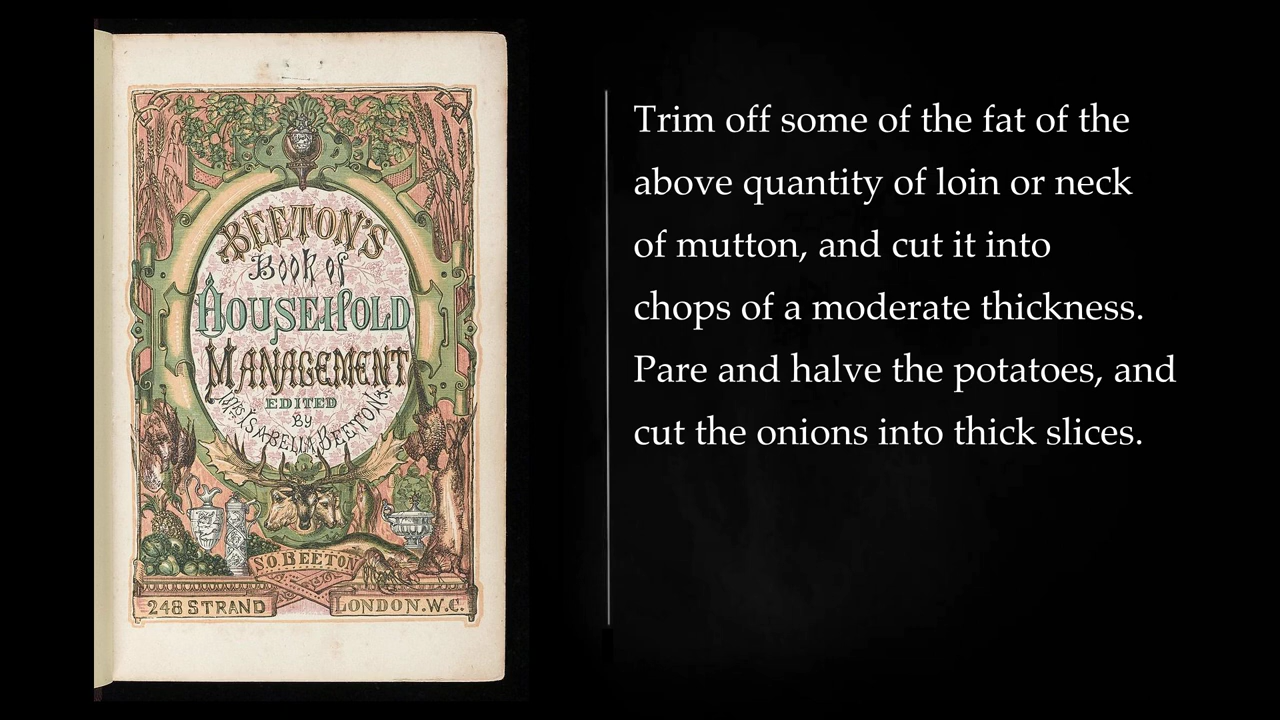 BEETON'S
Book of
HOUSEHOLD
MANAGEMENT
EDITED
BY
MRS ISABELLA BEETON.
S.O. BEETON
248 STRAND
LONDON.W.C.
Trim off some of the fat of the
above quantity of loin or neck
of mutton, and cut it into
chops of a moderate thickness.
Pare and halve the potatoes, and
cut the onions into thick slices.